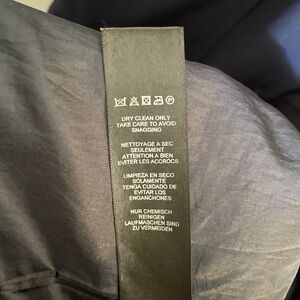 DRY CLEAN ONLY
TAKE CARE TO AVOID
SNAGGING
NETTOYAGE A SEC
SEULEMENT
ATTENTION A BIEN
EVITER LES ACCROCS
LIMPIEZA EN SECO
SOLAMENTE
TENGA CUIDADO DE
EVITAR LOS
ENGANCHONES
NUR CHEMISCH
REINIGEN
LAUFMASCHEN SIND
ZU VERMEIDEN